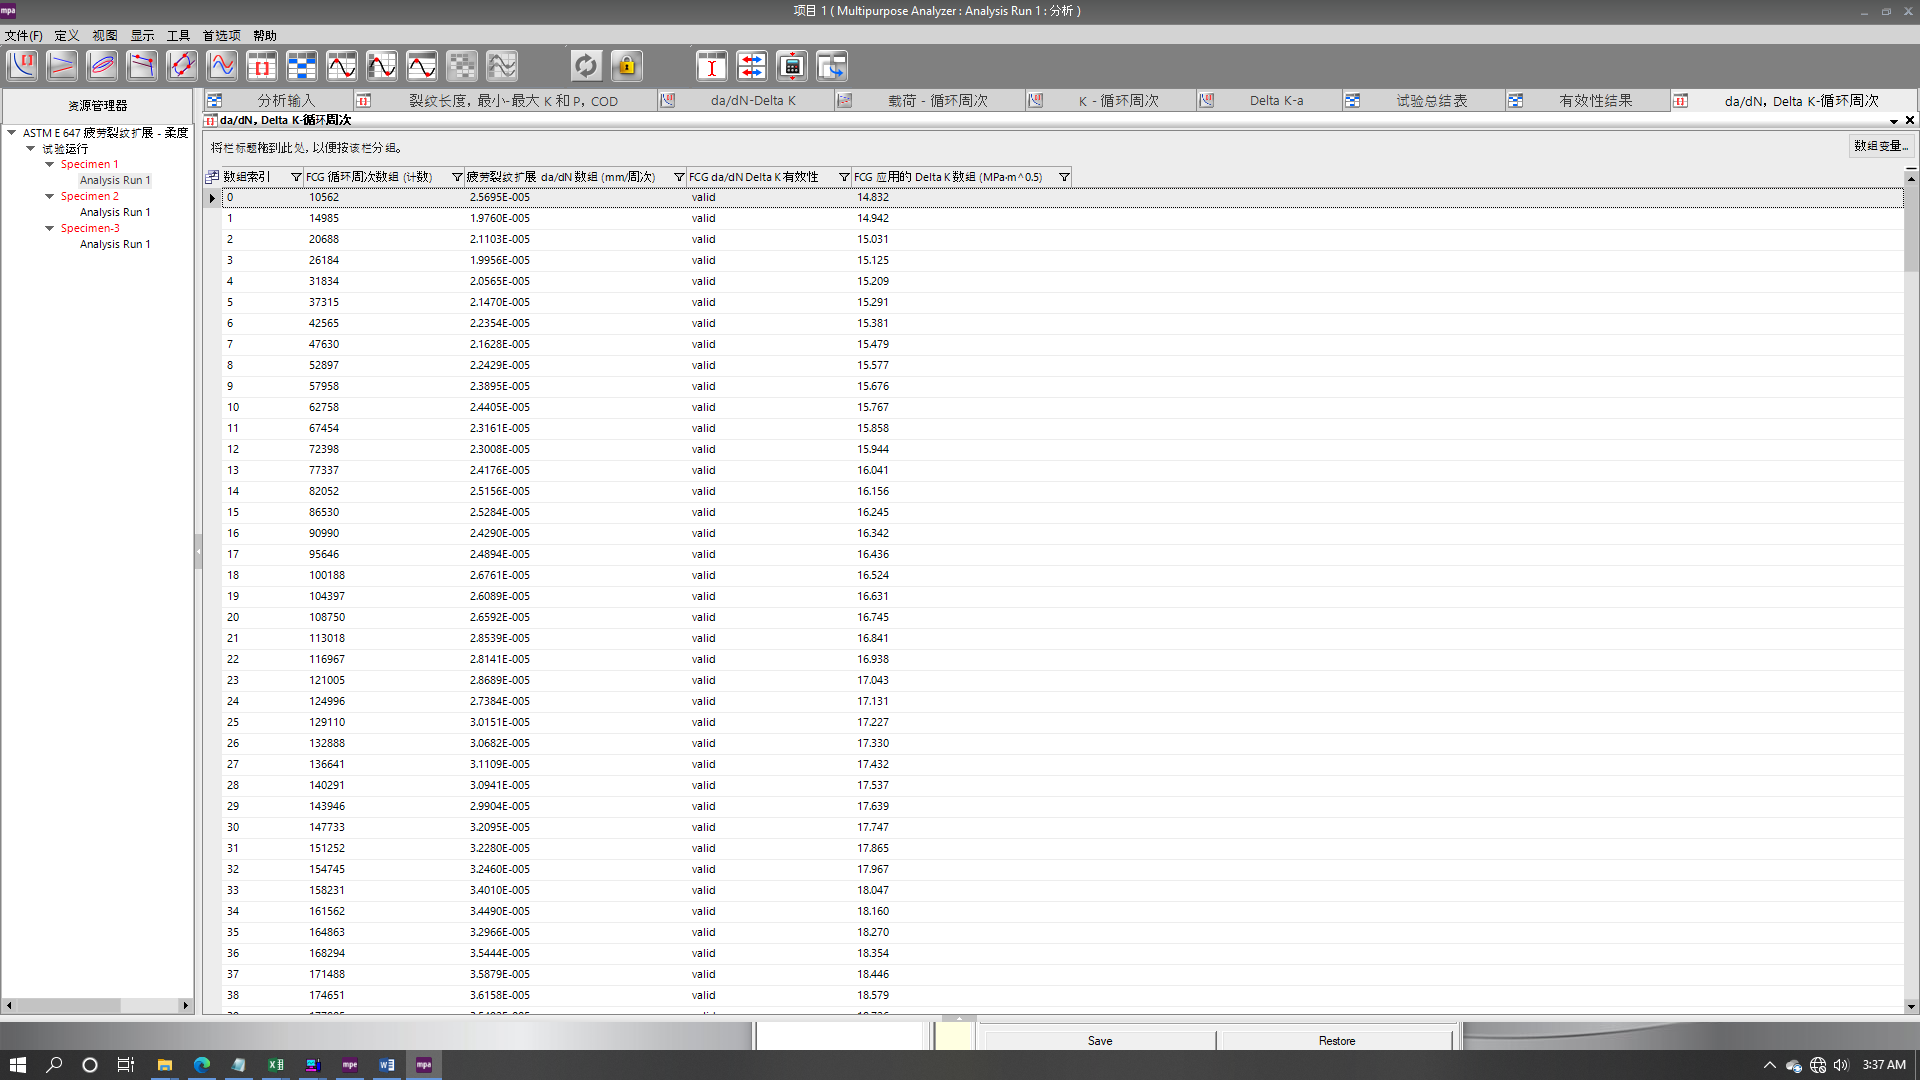 mpa 项目 1 ( Multipurpose Analyzer : Analysis Run 1 : 分析 )
文件(F) 定义 视图 显示 工具 首选项 帮助
资源管理器
分析输入 裂纹长度, 最小-最大 K 和 P, COD da/dN-Delta K 载荷 - 循环周次 K - 循环周次 Delta K-a 试验总结表 有效性结果 da/dN, Delta K-循环周次
ASTM E 647 疲劳裂纹扩展 - 柔度
试验运行
Specimen 1
Analysis Run 1
Specimen 2
Analysis Run 1
Specimen-3
Analysis Run 1
da/dN, Delta K-循环周次
将栏标题拖到此处, 以便按该栏分组。
数组变量...
数组索引 FCG 循环周次数组 (计数) 疲劳裂纹扩展 da/dN 数组 (mm/周次) FCG da/dN Delta K 有效性 FCG 应用的 Delta K 数组 (MPa·m^0.5)
0 10562 2.5695E-005 valid 14.832
1 14985 1.9760E-005 valid 14.942
2 20688 2.1103E-005 valid 15.031
3 26184 1.9956E-005 valid 15.125
4 31834 2.0565E-005 valid 15.209
5 37315 2.1470E-005 valid 15.291
6 42565 2.2354E-005 valid 15.381
7 47630 2.1628E-005 valid 15.479
8 52897 2.2429E-005 valid 15.577
9 57958 2.3895E-005 valid 15.676
10 62758 2.4405E-005 valid 15.767
11 67454 2.3161E-005 valid 15.858
12 72398 2.3008E-005 valid 15.944
13 77337 2.4176E-005 valid 16.041
14 82052 2.5156E-005 valid 16.156
15 86530 2.5284E-005 valid 16.245
16 90990 2.4290E-005 valid 16.342
17 95646 2.4894E-005 valid 16.436
18 100188 2.6761E-005 valid 16.524
19 104397 2.6089E-005 valid 16.631
20 108750 2.6592E-005 valid 16.745
21 113018 2.8539E-005 valid 16.841
22 116967 2.8141E-005 valid 16.938
23 121005 2.8689E-005 valid 17.043
24 124996 2.7384E-005 valid 17.131
25 129110 3.0151E-005 valid 17.227
26 132888 3.0682E-005 valid 17.330
27 136641 3.1109E-005 valid 17.432
28 140291 3.0941E-005 valid 17.537
29 143946 2.9904E-005 valid 17.639
30 147733 3.2095E-005 valid 17.747
31 151252 3.2280E-005 valid 17.865
32 154745 3.2460E-005 valid 17.967
33 158231 3.4010E-005 valid 18.047
34 161562 3.4490E-005 valid 18.160
35 164863 3.2966E-005 valid 18.270
36 168294 3.5444E-005 valid 18.354
37 171488 3.5879E-005 valid 18.446
38 174651 3.6158E-005 valid 18.579
Save Restore
mpe mpa 3:37 AM